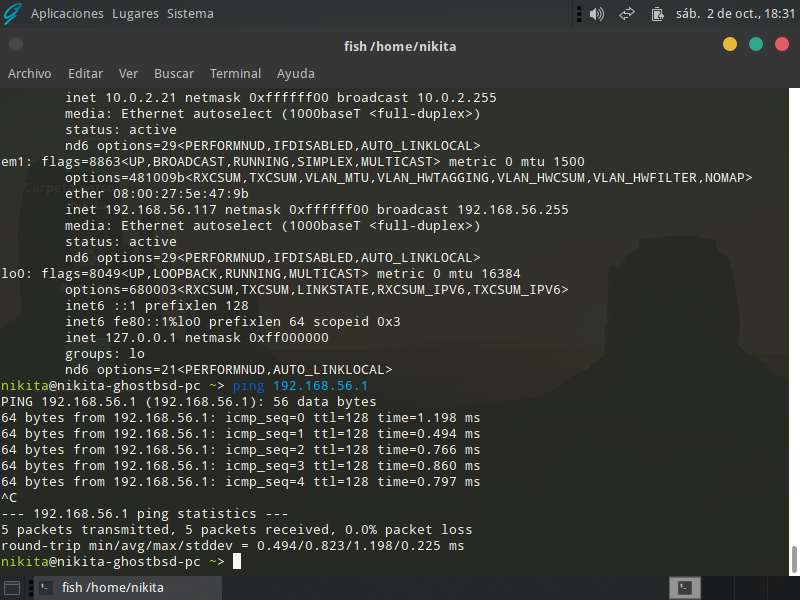 Aplicaciones Lugares Sistema
sáb. 2 de oct., 18:31
fish /home/nikita
Archivo Editar Ver Buscar Terminal Ayuda
inet 10.0.2.21 netmask 0xffffff00 broadcast 10.0.2.255
media: Ethernet autoselect (1000baseT <full-duplex>)
status: active
nd6 options=29<PERFORMNUD,IFDISABLED,AUTO_LINKLOCAL>
em1: flags=8863<UP,BROADCAST,RUNNING,SIMPLEX,MULTICAST> metric 0 mtu 1500
options=481009b<RXCSUM,TXCSUM,VLAN_MTU,VLAN_HWTAGGING,VLAN_HWCSUM,VLAN_HWFILTER,NOMAP>
ether 08:00:27:5e:47:9b
inet 192.168.56.117 netmask 0xffffff00 broadcast 192.168.56.255
media: Ethernet autoselect (1000baseT <full-duplex>)
status: active
nd6 options=29<PERFORMNUD,IFDISABLED,AUTO_LINKLOCAL>
lo0: flags=8049<UP,LOOPBACK,RUNNING,MULTICAST> metric 0 mtu 16384
options=680003<RXCSUM,TXCSUM,LINKSTATE,RXCSUM_IPV6,TXCSUM_IPV6>
inet6 ::1 prefixlen 128
inet6 fe80::1%lo0 prefixlen 64 scopeid 0x3
inet 127.0.0.1 netmask 0xff000000
groups: lo
nd6 options=21<PERFORMNUD,AUTO_LINKLOCAL>
nikita@nikita-ghostbsd-pc ~> ping 192.168.56.1
PING 192.168.56.1 (192.168.56.1): 56 data bytes
64 bytes from 192.168.56.1: icmp_seq=0 ttl=128 time=1.198 ms
64 bytes from 192.168.56.1: icmp_seq=1 ttl=128 time=0.494 ms
64 bytes from 192.168.56.1: icmp_seq=2 ttl=128 time=0.766 ms
64 bytes from 192.168.56.1: icmp_seq=3 ttl=128 time=0.860 ms
64 bytes from 192.168.56.1: icmp_seq=4 ttl=128 time=0.797 ms
^C
--- 192.168.56.1 ping statistics ---
5 packets transmitted, 5 packets received, 0.0% packet loss
round-trip min/avg/max/stddev = 0.494/0.823/1.198/0.225 ms
nikita@nikita-ghostbsd-pc ~>
fish /home/nikita